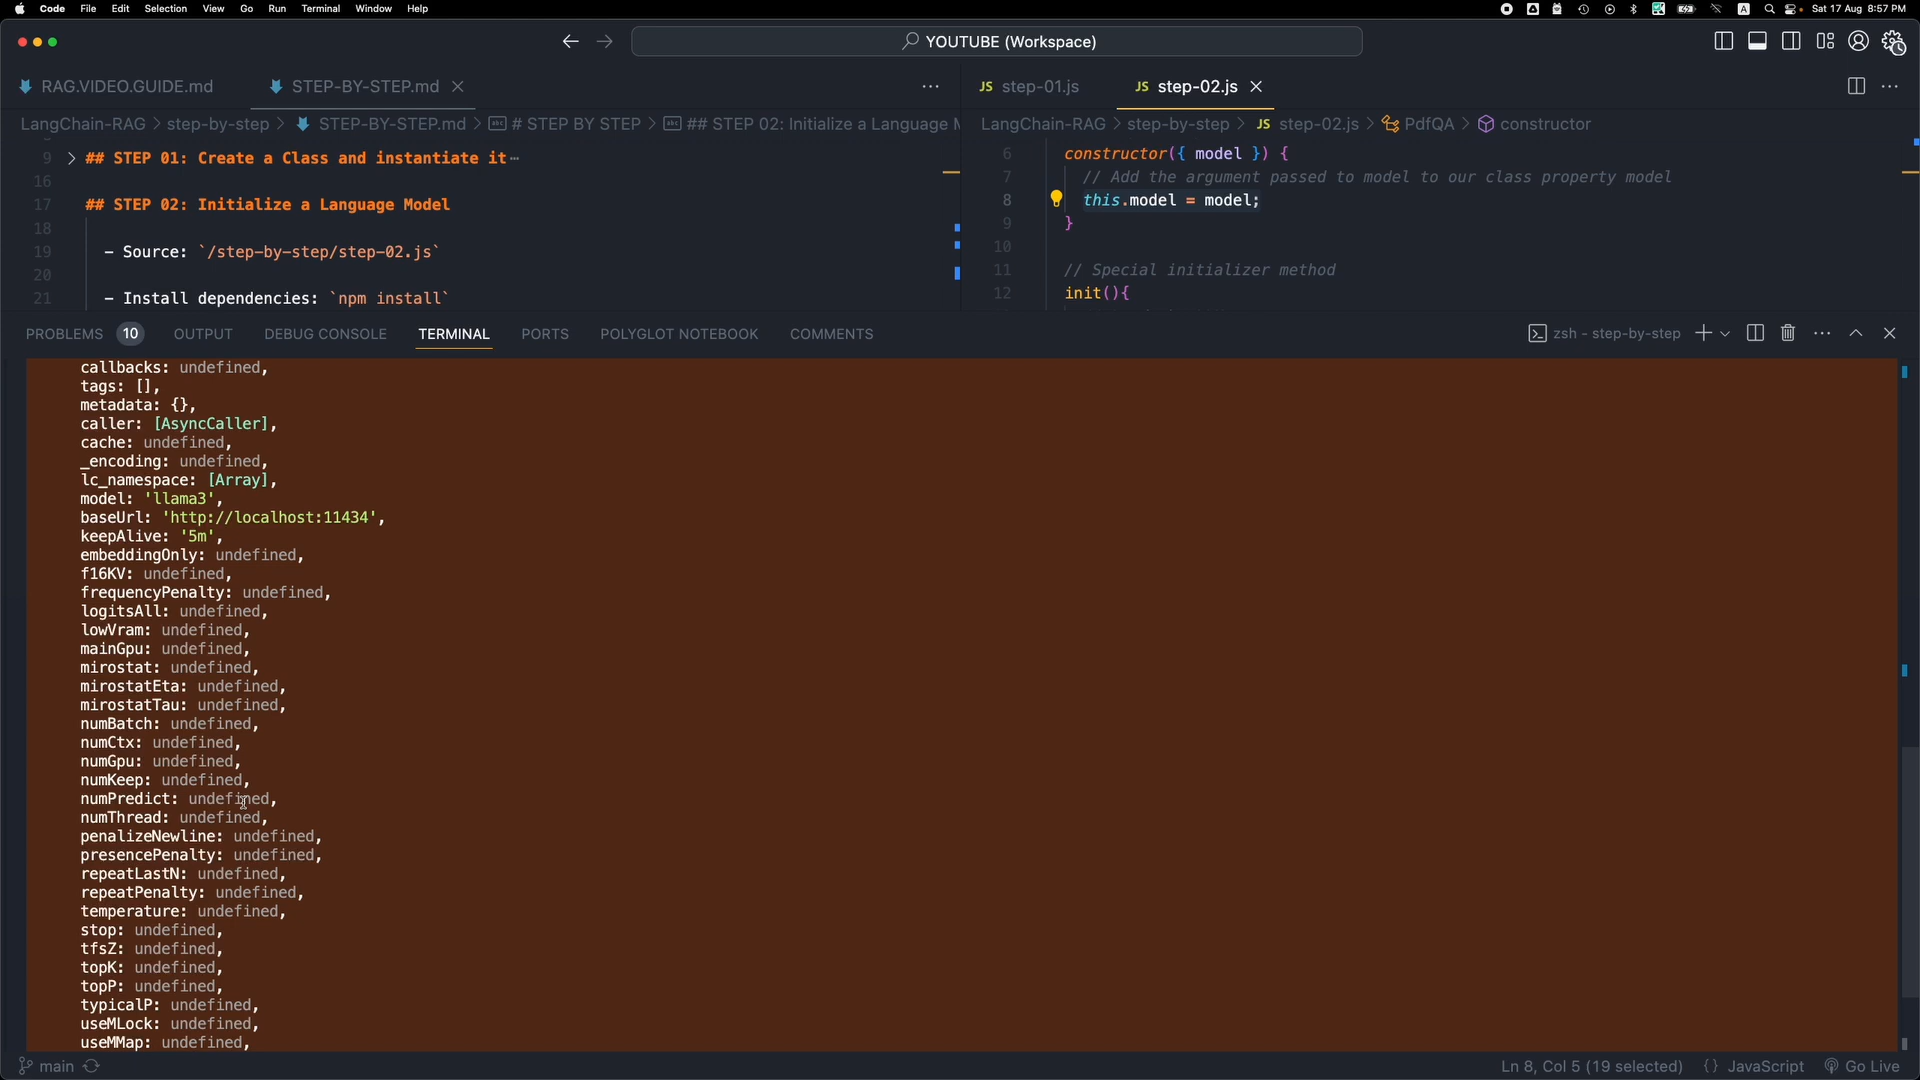 Code File Edit Selection View Go Run Terminal Window Help
A
Sat 17 Aug 8:57 PM
YOUTUBE (Workspace)
RAG.VIDEO.GUIDE.md
STEP-BY-STEP.md
LangChain-RAG > step-by-step > STEP-BY-STEP.md > # STEP BY STEP > ## STEP 02: Initialize a Language M
9 > ## STEP 01: Create a Class and instantiate it…
16
17 ## STEP 02: Initialize a Language Model
18
19 - Source: `/step-by-step/step-02.js`
20
21 - Install dependencies: `npm install`
JS step-01.js
JS step-02.js
LangChain-RAG > step-by-step > JS step-02.js > PdfQA > constructor
6 constructor({ model }) {
7 // Add the argument passed to model to our class property model
8 this.model = model;
9 }
10
11 // Special initializer method
12 init(){
PROBLEMS 10 OUTPUT DEBUG CONSOLE TERMINAL PORTS POLYGLOT NOTEBOOK COMMENTS
zsh - step-by-step
callbacks: undefined,
tags: [],
metadata: {},
caller: [AsyncCaller],
cache: undefined,
_encoding: undefined,
lc_namespace: [Array],
model: 'llama3',
baseUrl: 'http://localhost:11434',
keepAlive: '5m',
embeddingOnly: undefined,
f16KV: undefined,
frequencyPenalty: undefined,
logitsAll: undefined,
lowVram: undefined,
mainGpu: undefined,
mirostat: undefined,
mirostatEta: undefined,
mirostatTau: undefined,
numBatch: undefined,
numCtx: undefined,
numGpu: undefined,
numKeep: undefined,
numPredict: undefined,
numThread: undefined,
penalizeNewline: undefined,
presencePenalty: undefined,
repeatLastN: undefined,
repeatPenalty: undefined,
temperature: undefined,
stop: undefined,
tfsZ: undefined,
topK: undefined,
topP: undefined,
typicalP: undefined,
useMLock: undefined,
useMMap: undefined,
main
Ln 8, Col 5 (19 selected)
{} JavaScript
Go Live